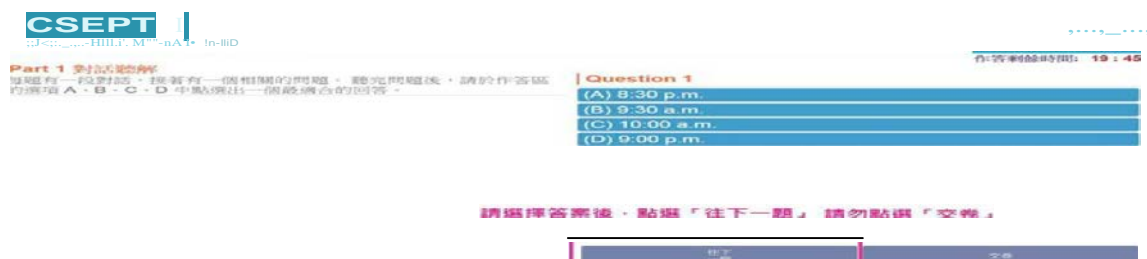 CSEPT
作答剩餘時間: 19 : 45
Part 1 對話聽解
每題有一段對話,接著有一個相關的問題。聽完問題後,請於作答區
的選項 A、B、C、D 中點選出一個最適合的回答。
Question 1
(A) 8:30 p.m.
(B) 9:30 a.m.
(C) 10:00 a.m.
(D) 9:00 p.m.
請選擇答案後,點選「往下一題」 請勿點選「交卷」
往下一
交卷